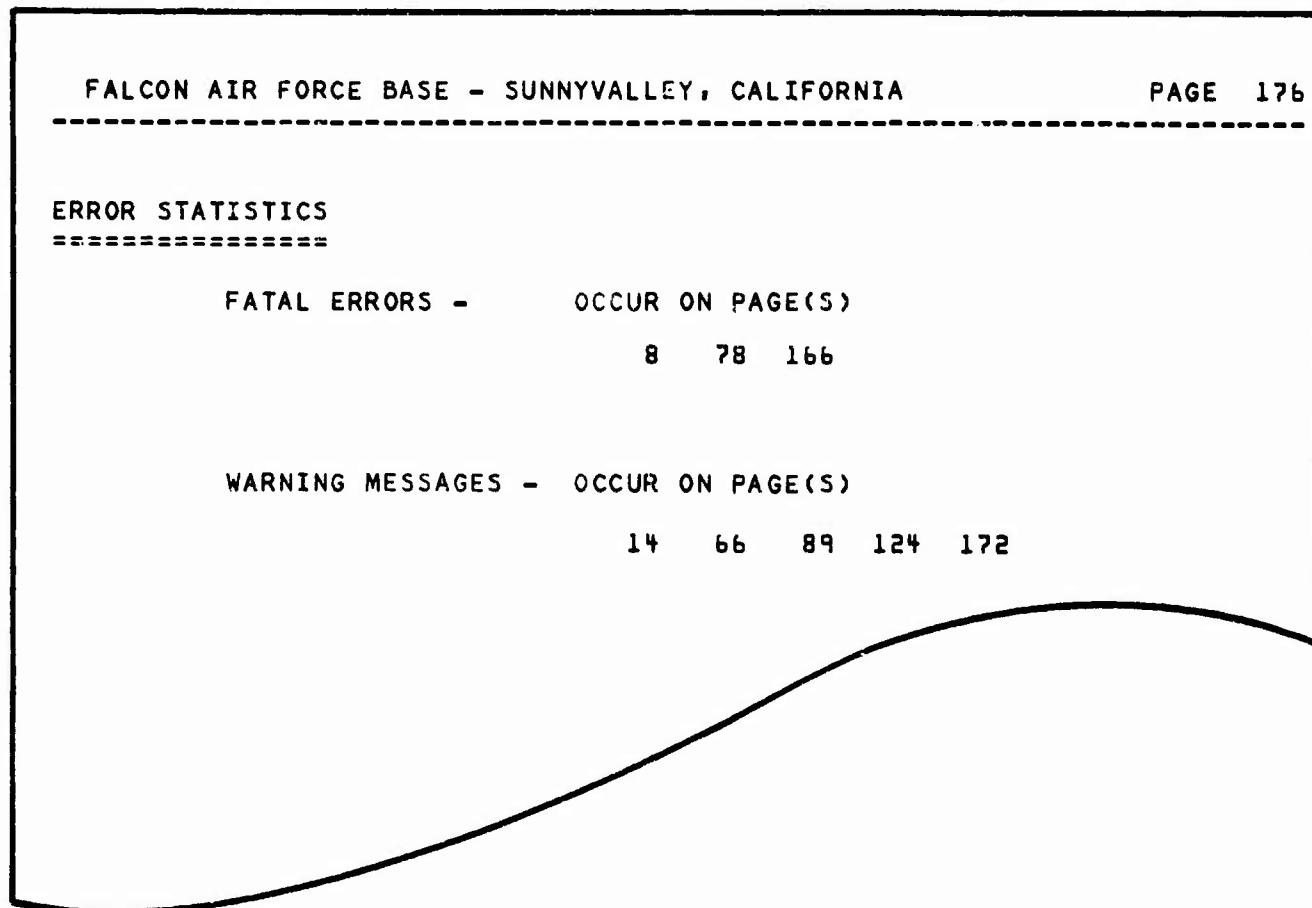 FALCON AIR FORCE BASE - SUNNYVALLEY, CALIFORNIA PAGE 176
ERROR STATISTICS
FATAL ERRORS - OCCUR ON PAGE(S)
8 78 166
WARNING MESSAGES - OCCUR ON PAGE(S)
14 66 89 124 172